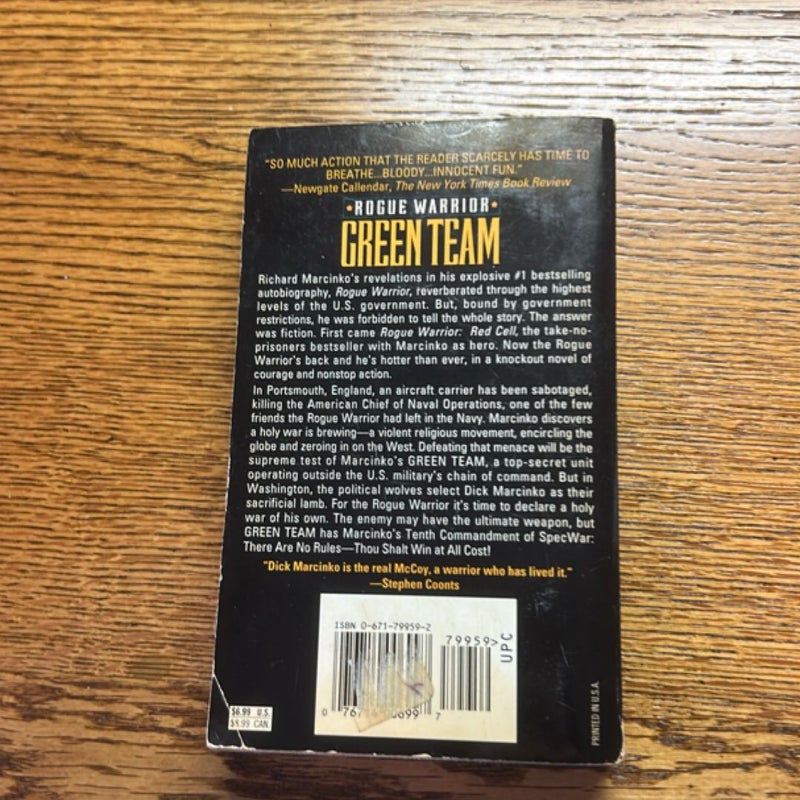 "SO MUCH ACTION THAT THE READER SCARCELY HAS TIME TO
BREATHE...BLOODY...INNOCENT FUN."
—Newgate Callendar, The New York Times Book Review
•ROGUE WARRIOR•
GREEN TEAM
Richard Marcinko's revelations in his explosive #1 bestselling
autobiography, Rogue Warrior, reverberated through the highest
levels of the U.S. government. But, bound by government
restrictions, he was forbidden to tell the whole story. The answer
was fiction. First came Rogue Warrior: Red Cell, the take-no-
prisoners bestseller with Marcinko as hero. Now the Rogue
Warrior's back and he's hotter than ever, in a knockout novel of
courage and nonstop action.
In Portsmouth, England, an aircraft carrier has been sabotaged,
killing the American Chief of Naval Operations, one of the few
friends the Rogue Warrior had left in the Navy. Marcinko discovers
a holy war is brewing—a violent religious movement, encircling the
globe and zeroing in on the West. Defeating that menace will be the
supreme test of Marcinko's GREEN TEAM, a top-secret unit
operating outside the U.S. military's chain of command. But in
Washington, the political wolves select Dick Marcinko as their
sacrificial lamb. For the Rogue Warrior it's time to declare a holy
war of his own. The enemy may have the ultimate weapon, but
GREEN TEAM has Marcinko's Tenth Commandment of SpecWar:
There Are No Rules—Thou Shalt Win at All Cost!
"Dick Marcinko is the real McCoy, a warrior who has lived it."
—Stephen Coonts
ISBN 0-671-79959-2
79959>
UPC
0 7
$6.99 U.S.
$8.99 CAN.
PRINTED IN U.S.A.